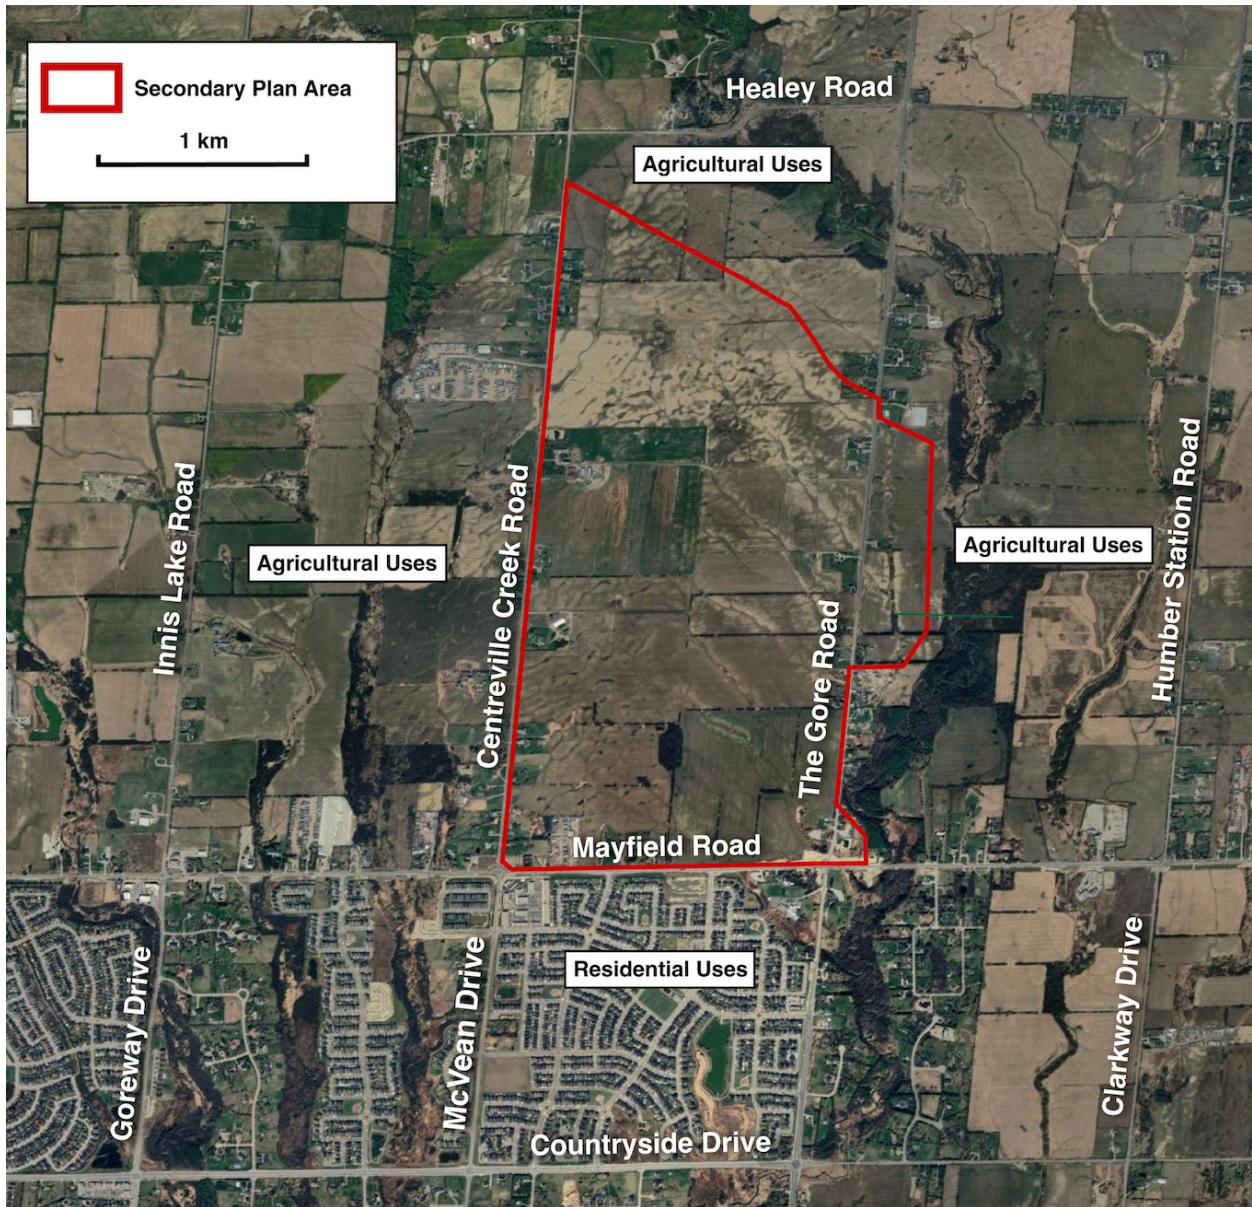 Secondary Plan Area
1 km
Healey Road
Agricultural Uses
Innis Lake Road
Agricultural Uses
Centreville Creek Road
The Gore Road
Agricultural Uses
Humber Station Road
Mayfield Road
Residential Uses
Goreway Drive
McVean Drive
Clarkway Drive
Countryside Drive